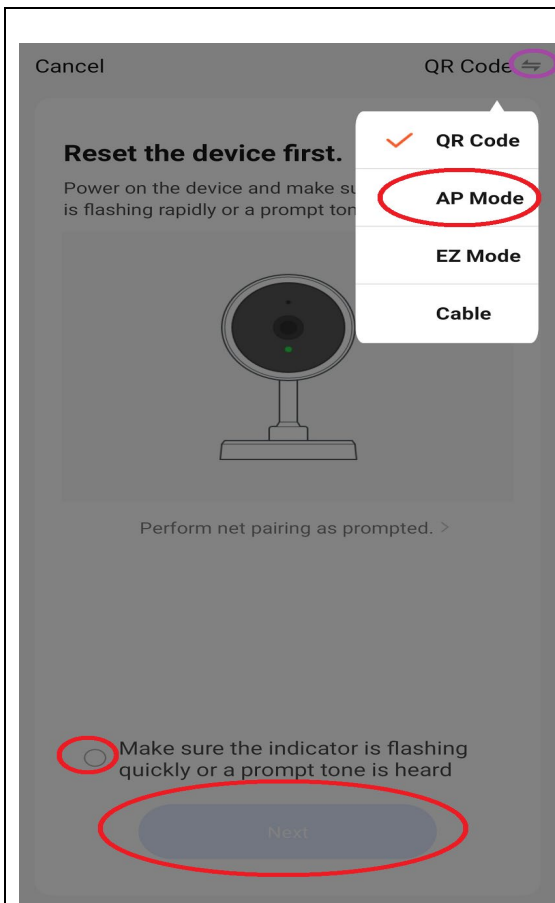 Cancel
QR Code
QR Code
Reset the device first.
AP Mode
Power on the device and make su
is flashing rapidly or a prompt ton
EZ Mode
Cable
Perform net pairing as prompted. >
Make sure the indicator is flashing
quickly or a prompt tone is heard
Next